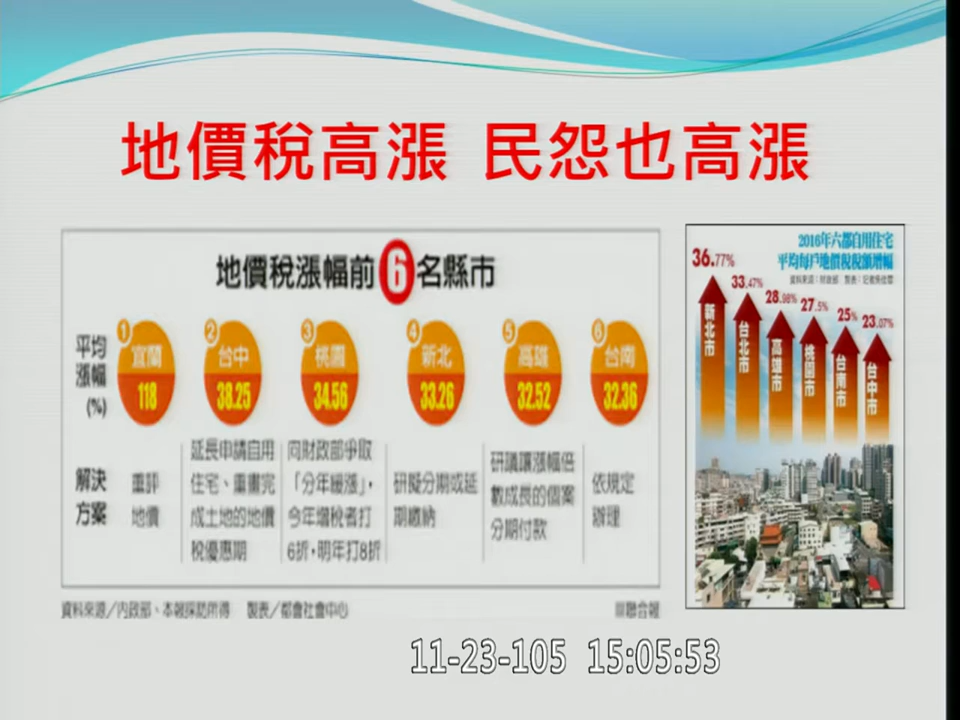 地價稅高漲 民怨也高漲
地價稅漲幅前6名縣市
平均漲幅(%)
1 宜蘭 118
2 台中 38.25
3 桃園 34.56
4 新北 33.26
5 高雄 32.52
6 台南 32.36
解決方案
重評
地價
延長申請自用
住宅、重畫完
成土地的地價
稅優惠期
向財政部爭取
「分年緩漲」,
今年增稅者打
6折,明年打8折
研擬分期或延
期繳納
研議讓漲幅倍
數成長的個案
分期付款
依規定
辦理
資料來源/內政部、本報採訪所得 製表/都會社會中心
聯合報
2016年六都自用住宅
平均每戶地價稅稅額增幅
資料來源:財政部
36.77%
新北市
33.47%
台北市
28.98%
高雄市
27.5%
桃園市
25%
台南市
23.07%
台中市
11-23-105 15:05:53